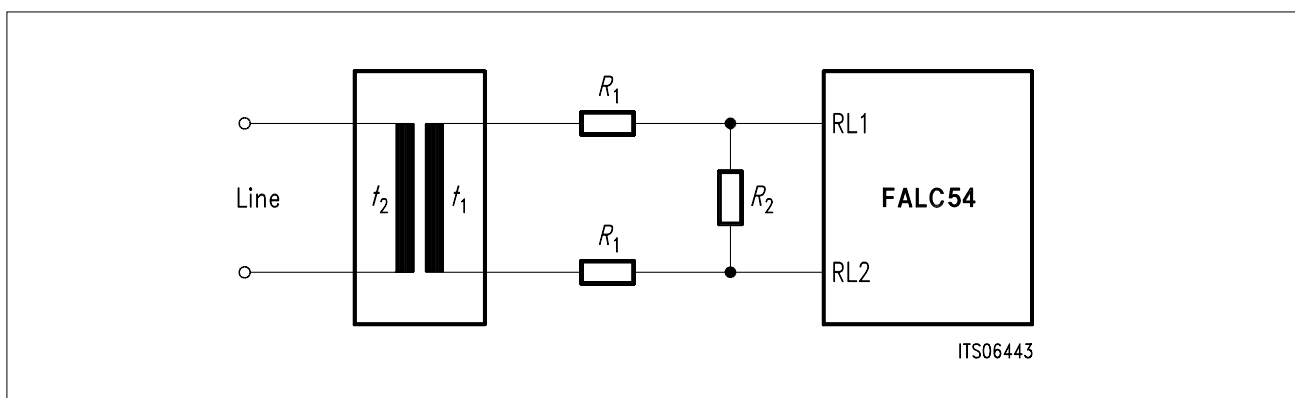 R1
RL1
Line
t2
t1
R2
FALC54
R1
RL2
ITS06443